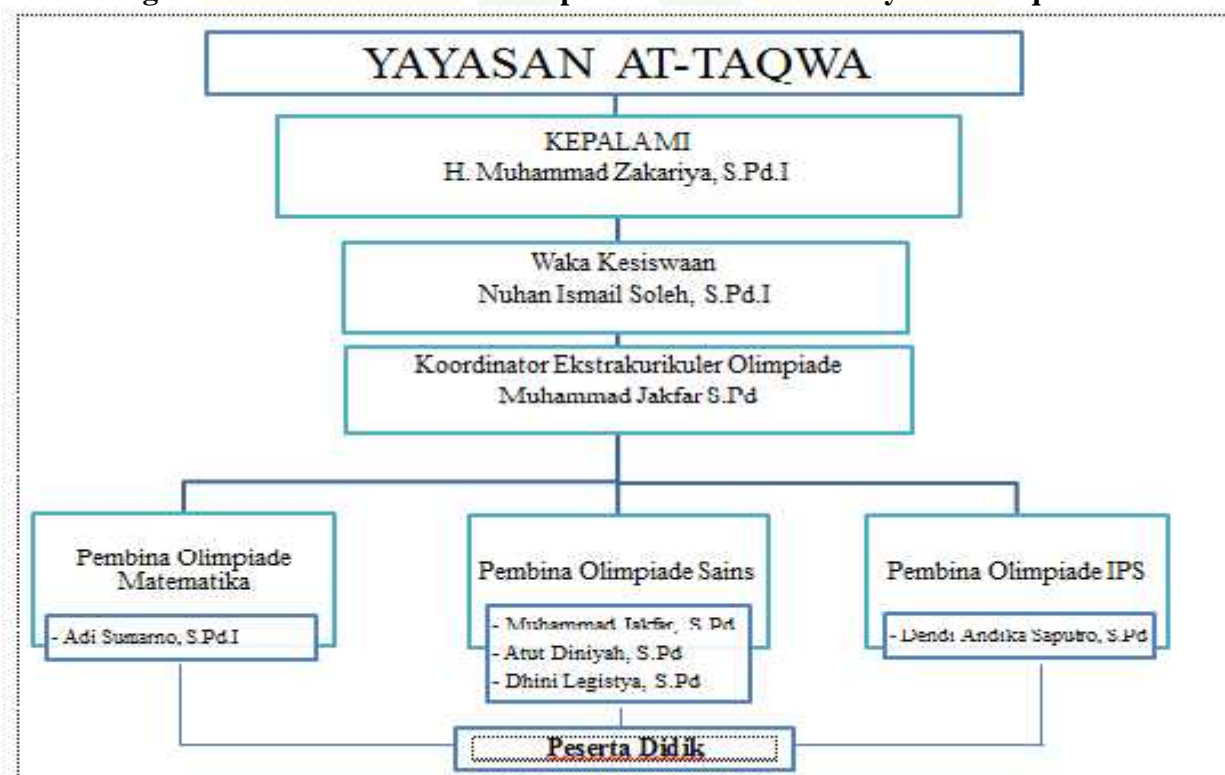 YAYASAN AT-TAQWA
KEPALA MI
H. Muhammad Zakariya, S.Pd.I
Waka Kesiswaan
Nuhan Ismail Soleh, S.Pd.I
Koordinator Ekstrakurikuler Olimpiade
Muhammad Jakfar S.Pd
Pembina Olimpiade
Matematika
- Adi Sumarno, S.Pd.I
Pembina Olimpiade Sains
- Muhammad Jakfar, S.Pd
- Atut Diniyah, S.Pd
- Dhini Legistya, S.Pd
Pembina Olimpiade IPS
- Dendi Andika Saputro, S.Pd
Peserta Didik